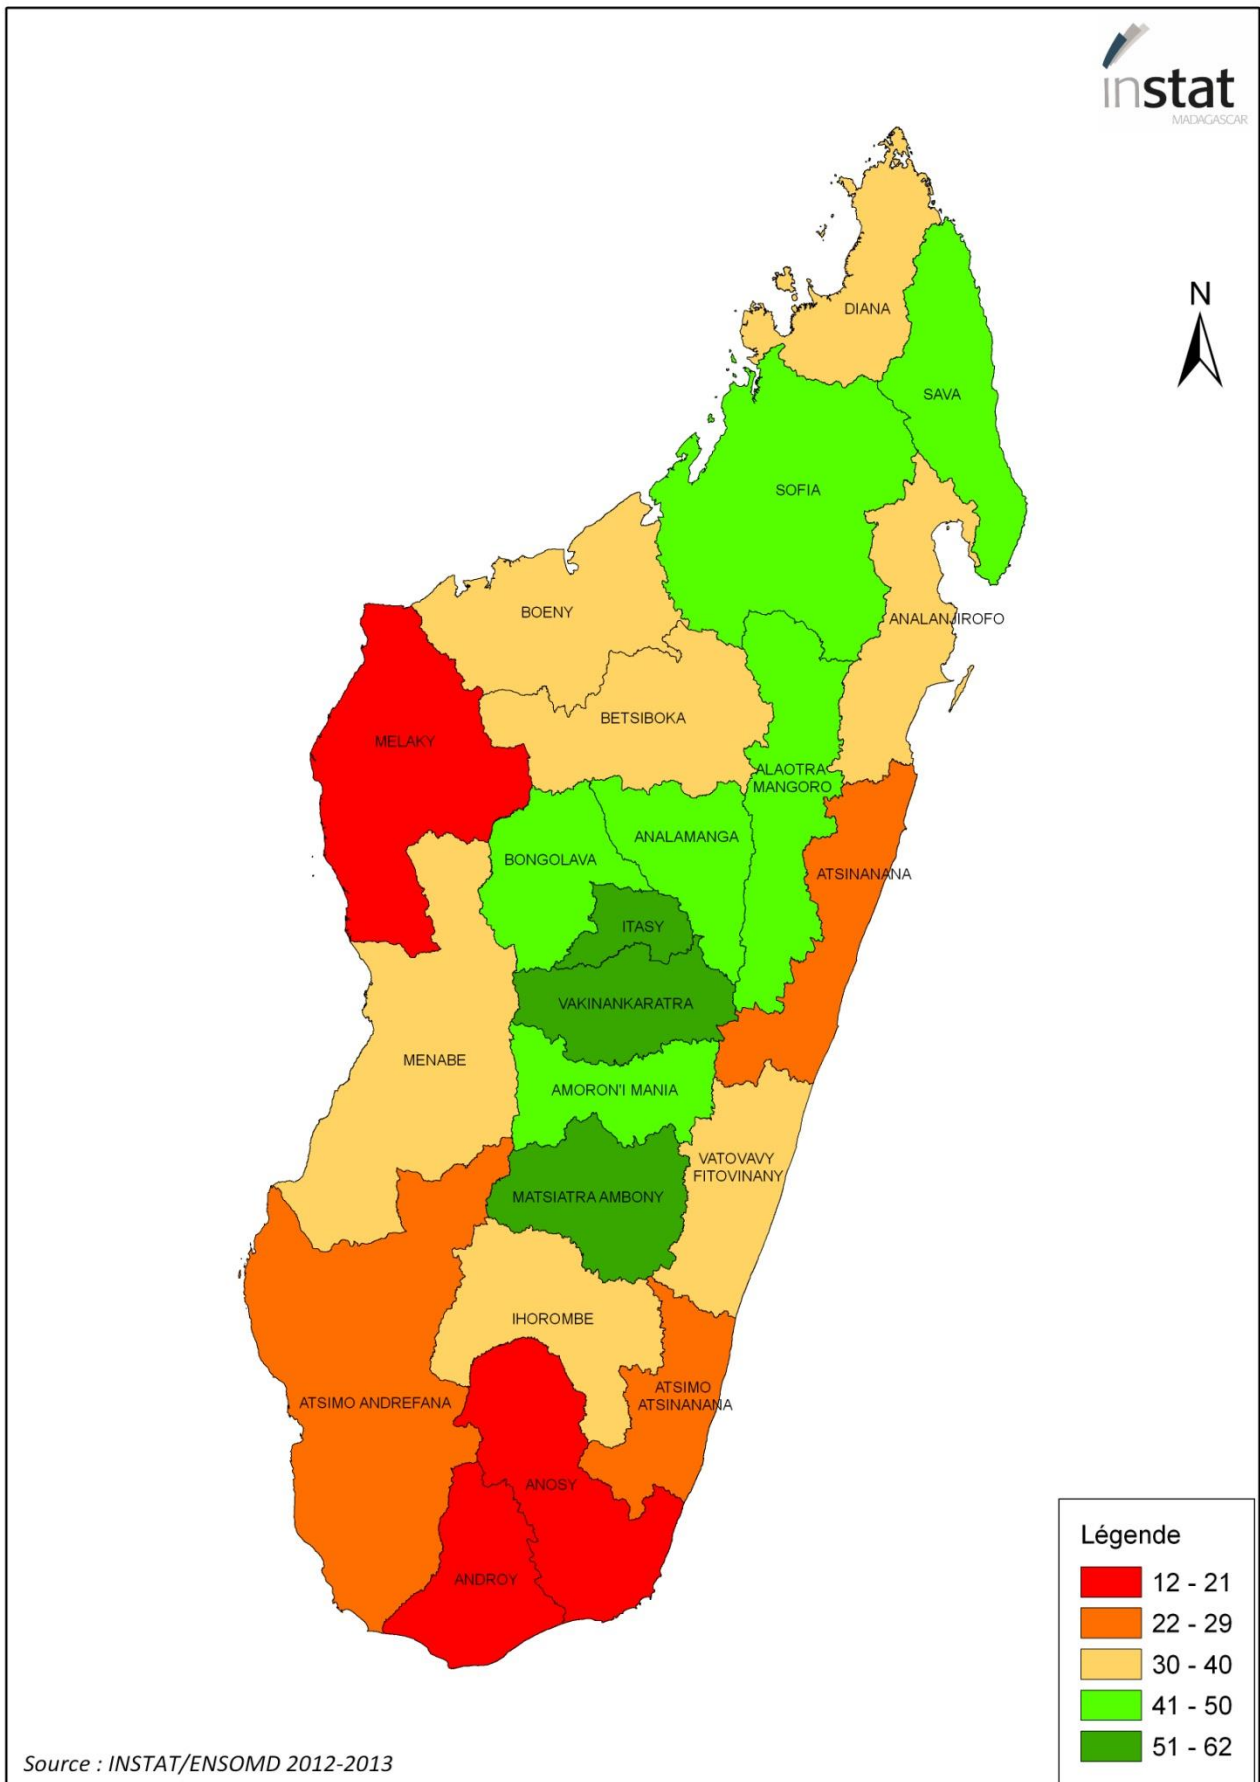 instat
MADAGASCAR
N
DIANA
SAVA
SOFIA
ANALANJIROFO
BOENY
BETSIBOKA
MELAKY
ALAOTRA
MANGORO
ANALAMANGA
BONGOLAVA
ATSINANANA
ITASY
VAKINANKARATRA
MENABE
AMORON'I MANIA
VATOVAVY
FITOVINANY
MATSIATRA AMBONY
IHOROMBE
ATSIMO
ATSINANANA
ATSIMO ANDREFANA
ANOSY
ANDROY
Légende
12 - 21
22 - 29
30 - 40
41 - 50
51 - 62
Source : INSTAT/ENSOMD 2012-2013